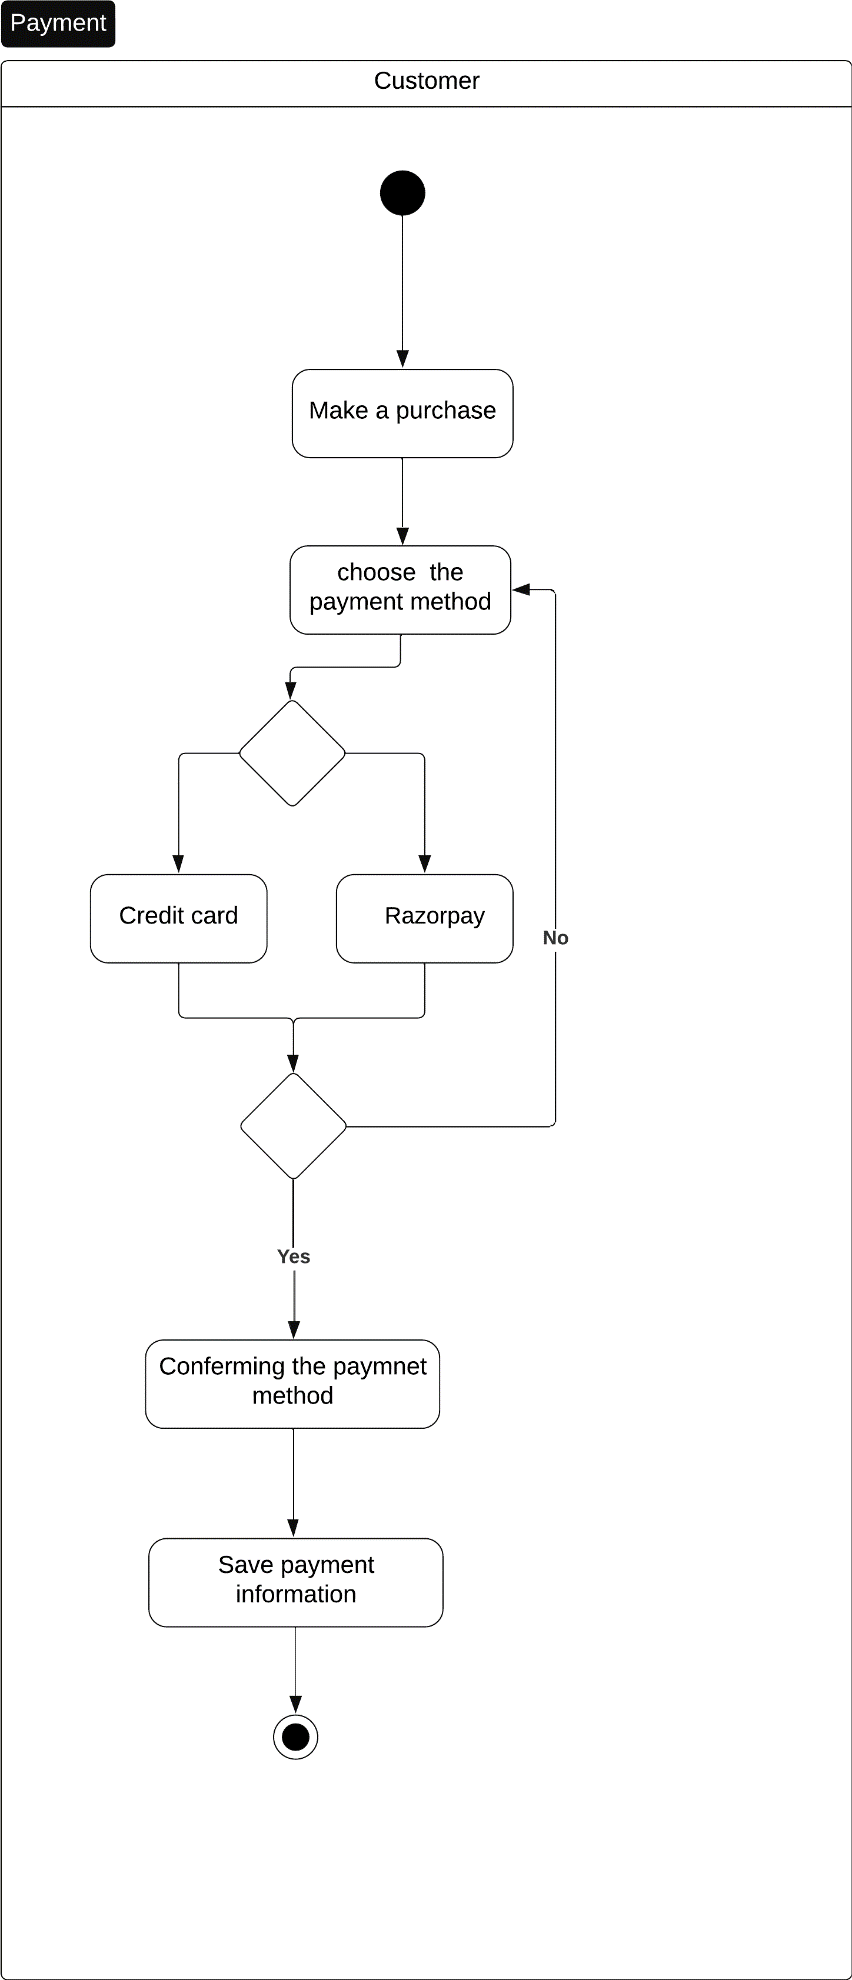 Payment
Customer
Make a purchase
choose  the
payment method
Credit card
Razorpay
No
Yes
Conferming the paymnet
method
Save payment
information